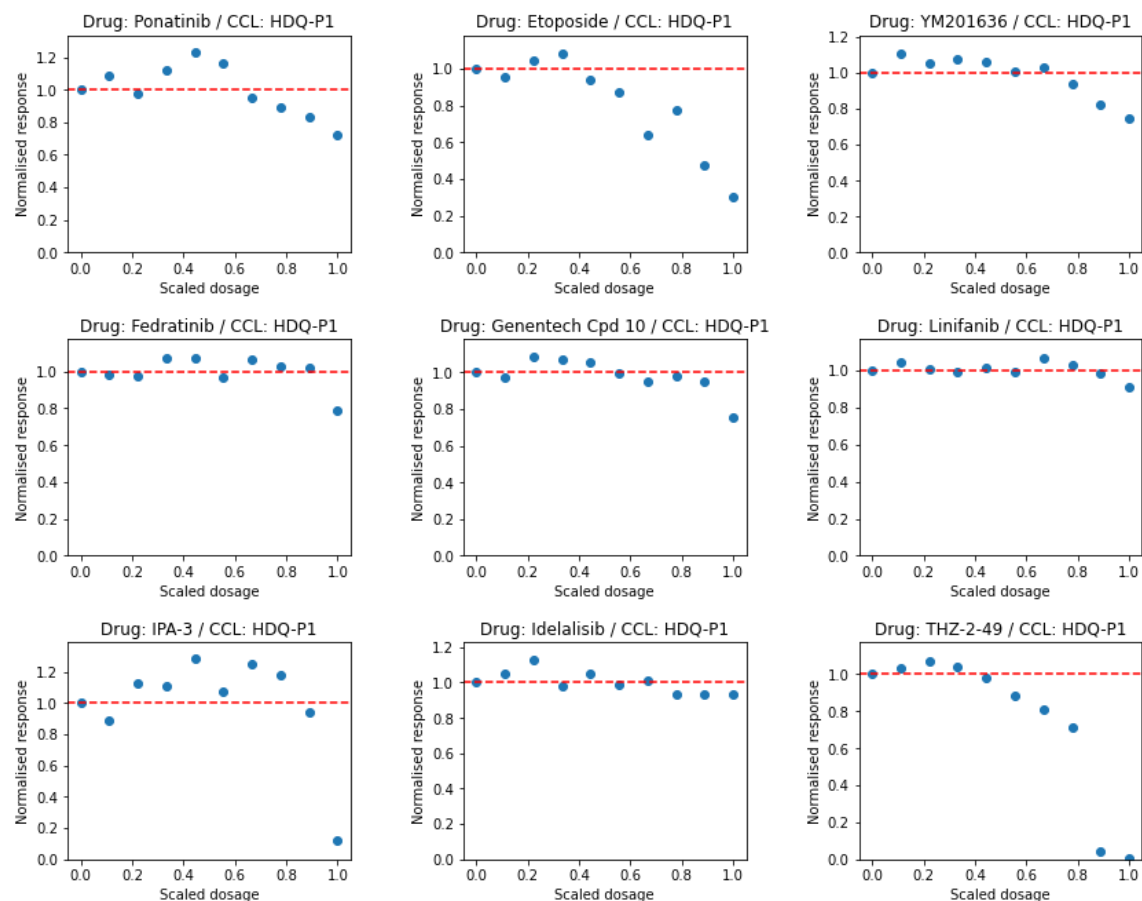 Drug: Ponatinib / CCL: HDQ-P1
Normalised response
1.2
1.0
0.8
0.6
0.4
0.2
0.0
0.0 0.2 0.4 0.6 0.8 1.0
Scaled dosage
Drug: Etoposide / CCL: HDQ-P1
Normalised response
1.0
0.8
0.6
0.4
0.2
0.0
0.0 0.2 0.4 0.6 0.8 1.0
Scaled dosage
Drug: YM201636 / CCL: HDQ-P1
Normalised response
1.2
1.0
0.8
0.6
0.4
0.2
0.0
0.0 0.2 0.4 0.6 0.8 1.0
Scaled dosage
Drug: Fedratinib / CCL: HDQ-P1
Normalised response
1.0
0.8
0.6
0.4
0.2
0.0
0.0 0.2 0.4 0.6 0.8 1.0
Scaled dosage
Drug: Genentech Cpd 10 / CCL: HDQ-P1
Normalised response
1.0
0.8
0.6
0.4
0.2
0.0
0.0 0.2 0.4 0.6 0.8 1.0
Scaled dosage
Drug: Linifanib / CCL: HDQ-P1
Normalised response
1.0
0.8
0.6
0.4
0.2
0.0
0.0 0.2 0.4 0.6 0.8 1.0
Scaled dosage
Drug: IPA-3 / CCL: HDQ-P1
Normalised response
1.2
1.0
0.8
0.6
0.4
0.2
0.0
0.0 0.2 0.4 0.6 0.8 1.0
Scaled dosage
Drug: Idelalisib / CCL: HDQ-P1
Normalised response
1.2
1.0
0.8
0.6
0.4
0.2
0.0
0.0 0.2 0.4 0.6 0.8 1.0
Scaled dosage
Drug: THZ-2-49 / CCL: HDQ-P1
Normalised response
1.0
0.8
0.6
0.4
0.2
0.0
0.0 0.2 0.4 0.6 0.8 1.0
Scaled dosage